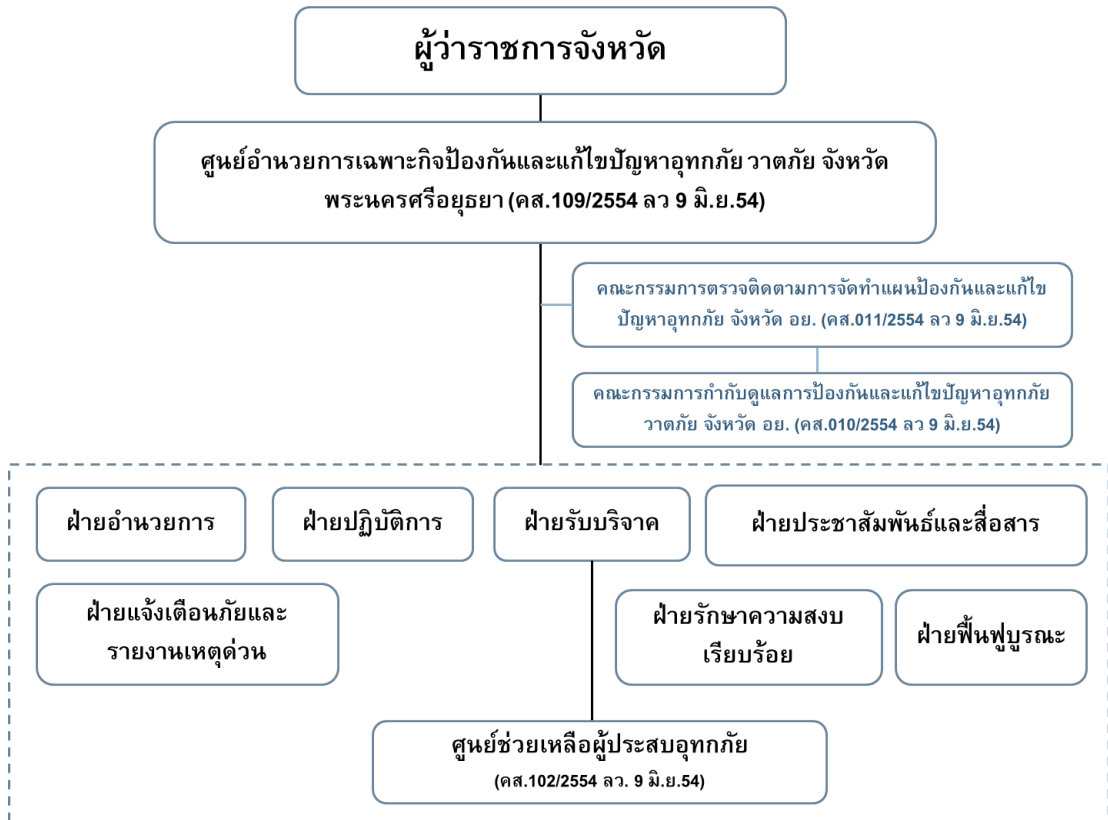 ผู้ว่าราชการจังหวัด
ศูนย์อำนวยการเฉพาะกิจป้องกันและแก้ไขปัญหาอุทกภัย วาตภัย จังหวัด
พระนครศรีอยุธยา (คส.109/2554 ลว 9 มิ.ย.54)
คณะกรรมการตรวจติดตามการจัดทำแผนป้องกันและแก้ไข
ปัญหาอุทกภัย จังหวัด อย. (คส.011/2554 ลว 9 มิ.ย.54)
คณะกรรมการกำกับดูแลการป้องกันและแก้ไขปัญหาอุทกภัย
วาตภัย จังหวัด อย. (คส.010/2554 ลว 9 มิ.ย.54)
ฝ่ายอำนวยการ
ฝ่ายปฏิบัติการ
ฝ่ายรับบริจาค
ฝ่ายประชาสัมพันธ์และสื่อสาร
ฝ่ายแจ้งเตือนภัยและ
รายงานเหตุด่วน
ฝ่ายรักษาความสงบ
เรียบร้อย
ฝ่ายฟื้นฟูบูรณะ
ศูนย์ช่วยเหลือผู้ประสบอุทกภัย
(คส.102/2554 ลว. 9 มิ.ย.54)